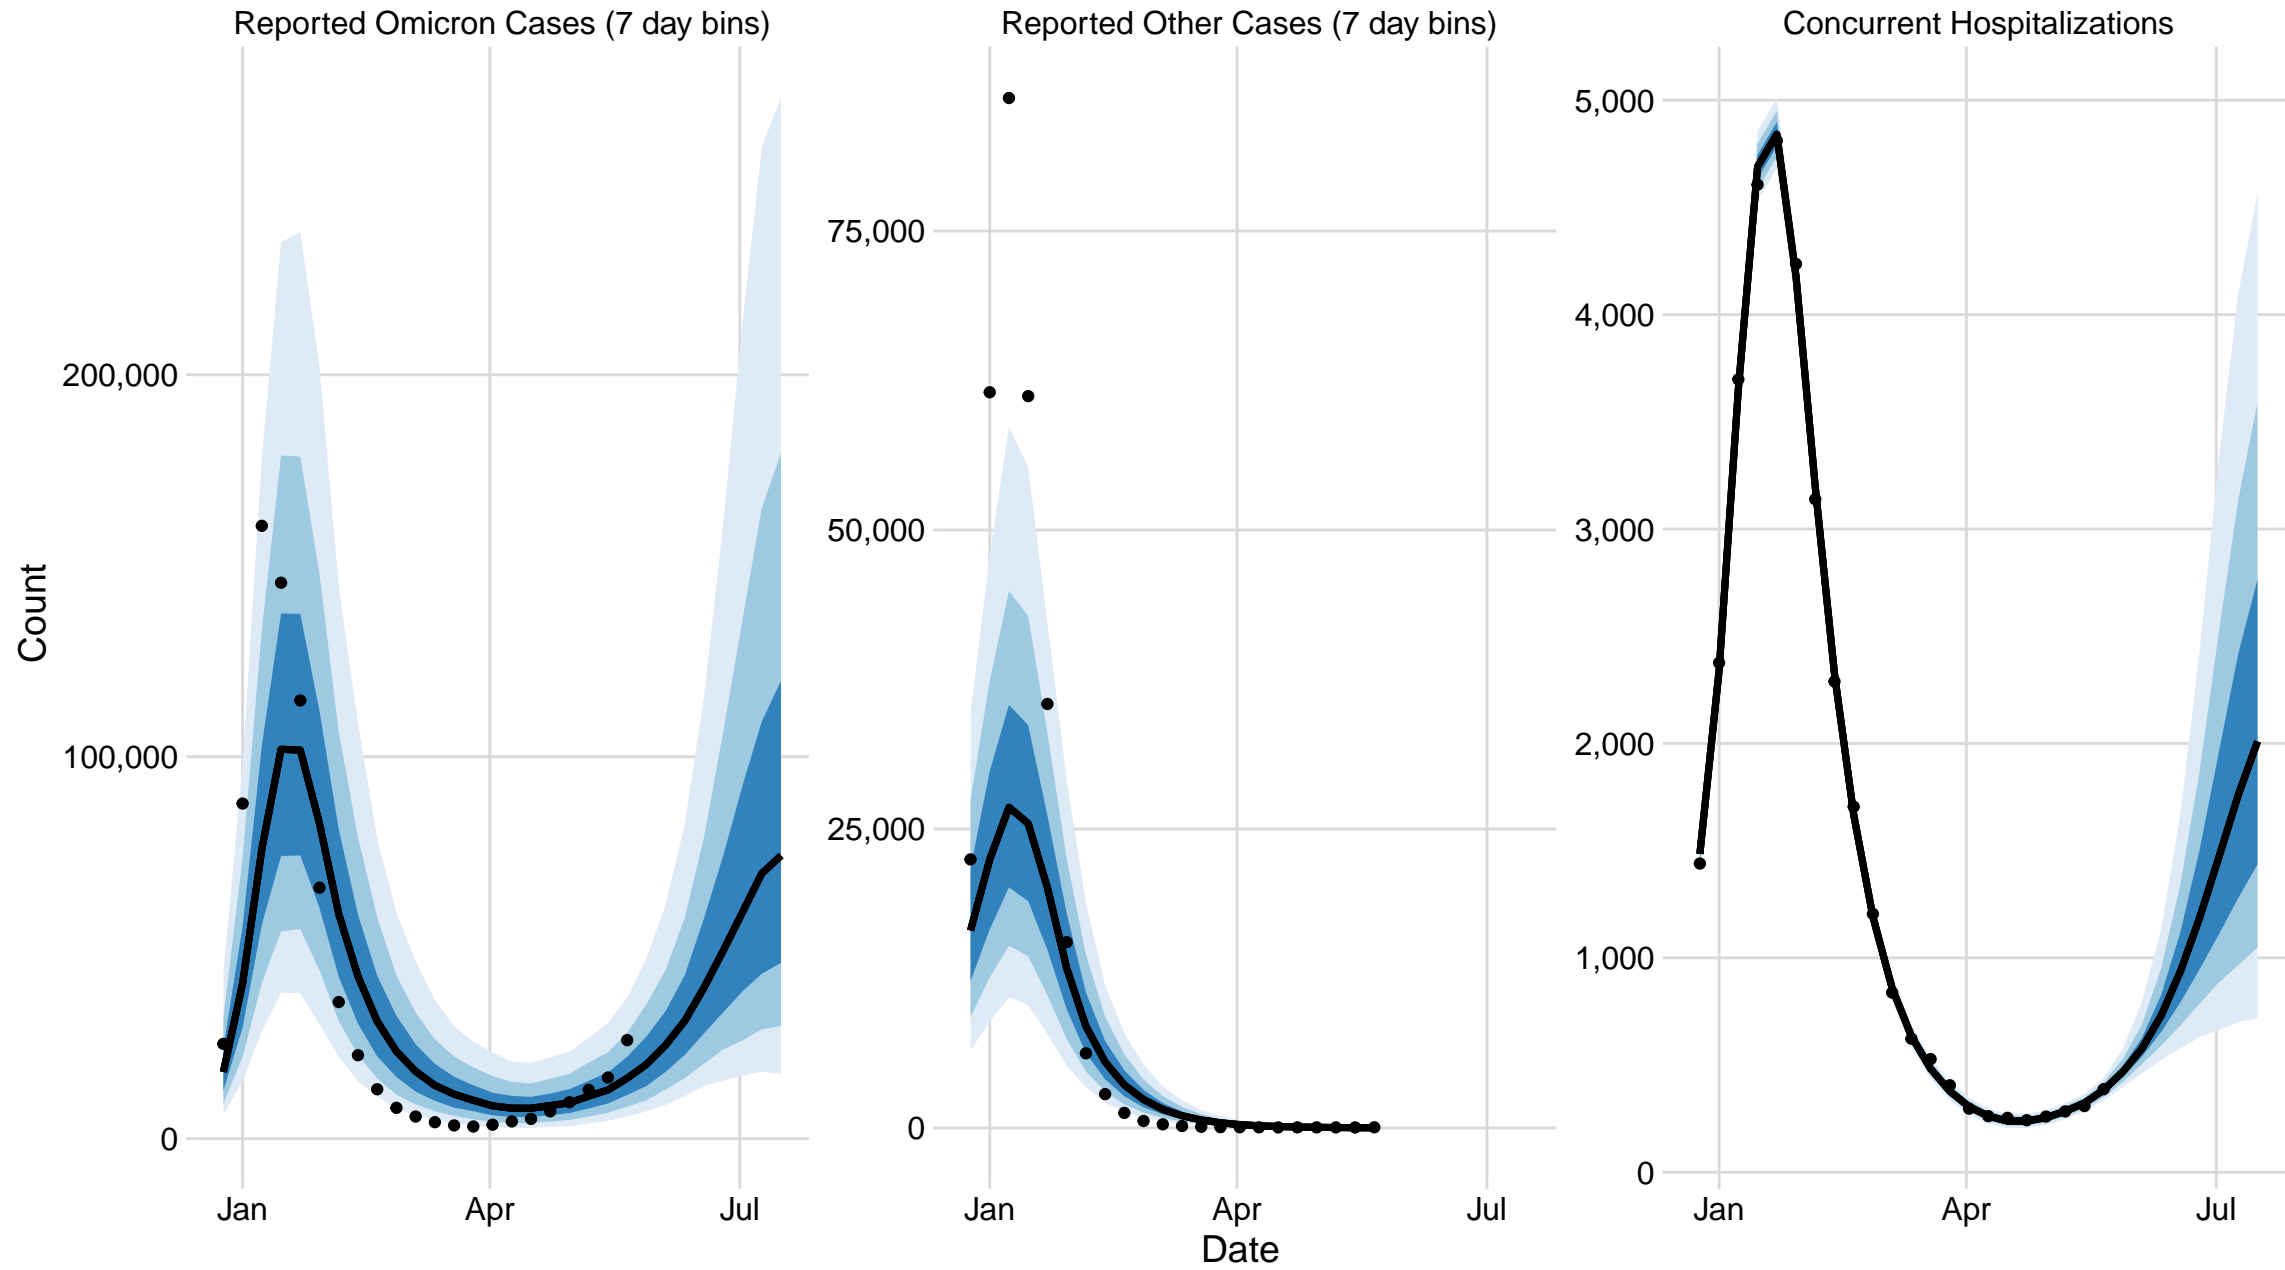 Reported Omicron Cases (7 day bins)
Reported Other Cases (7 day bins)
Concurrent Hospitalizations
Count
200,000
100,000
0
75,000
50,000
25,000
0
5,000
4,000
3,000
2,000
1,000
0
Jan Apr Jul
Jan Apr Jul
Jan Apr Jul
Date